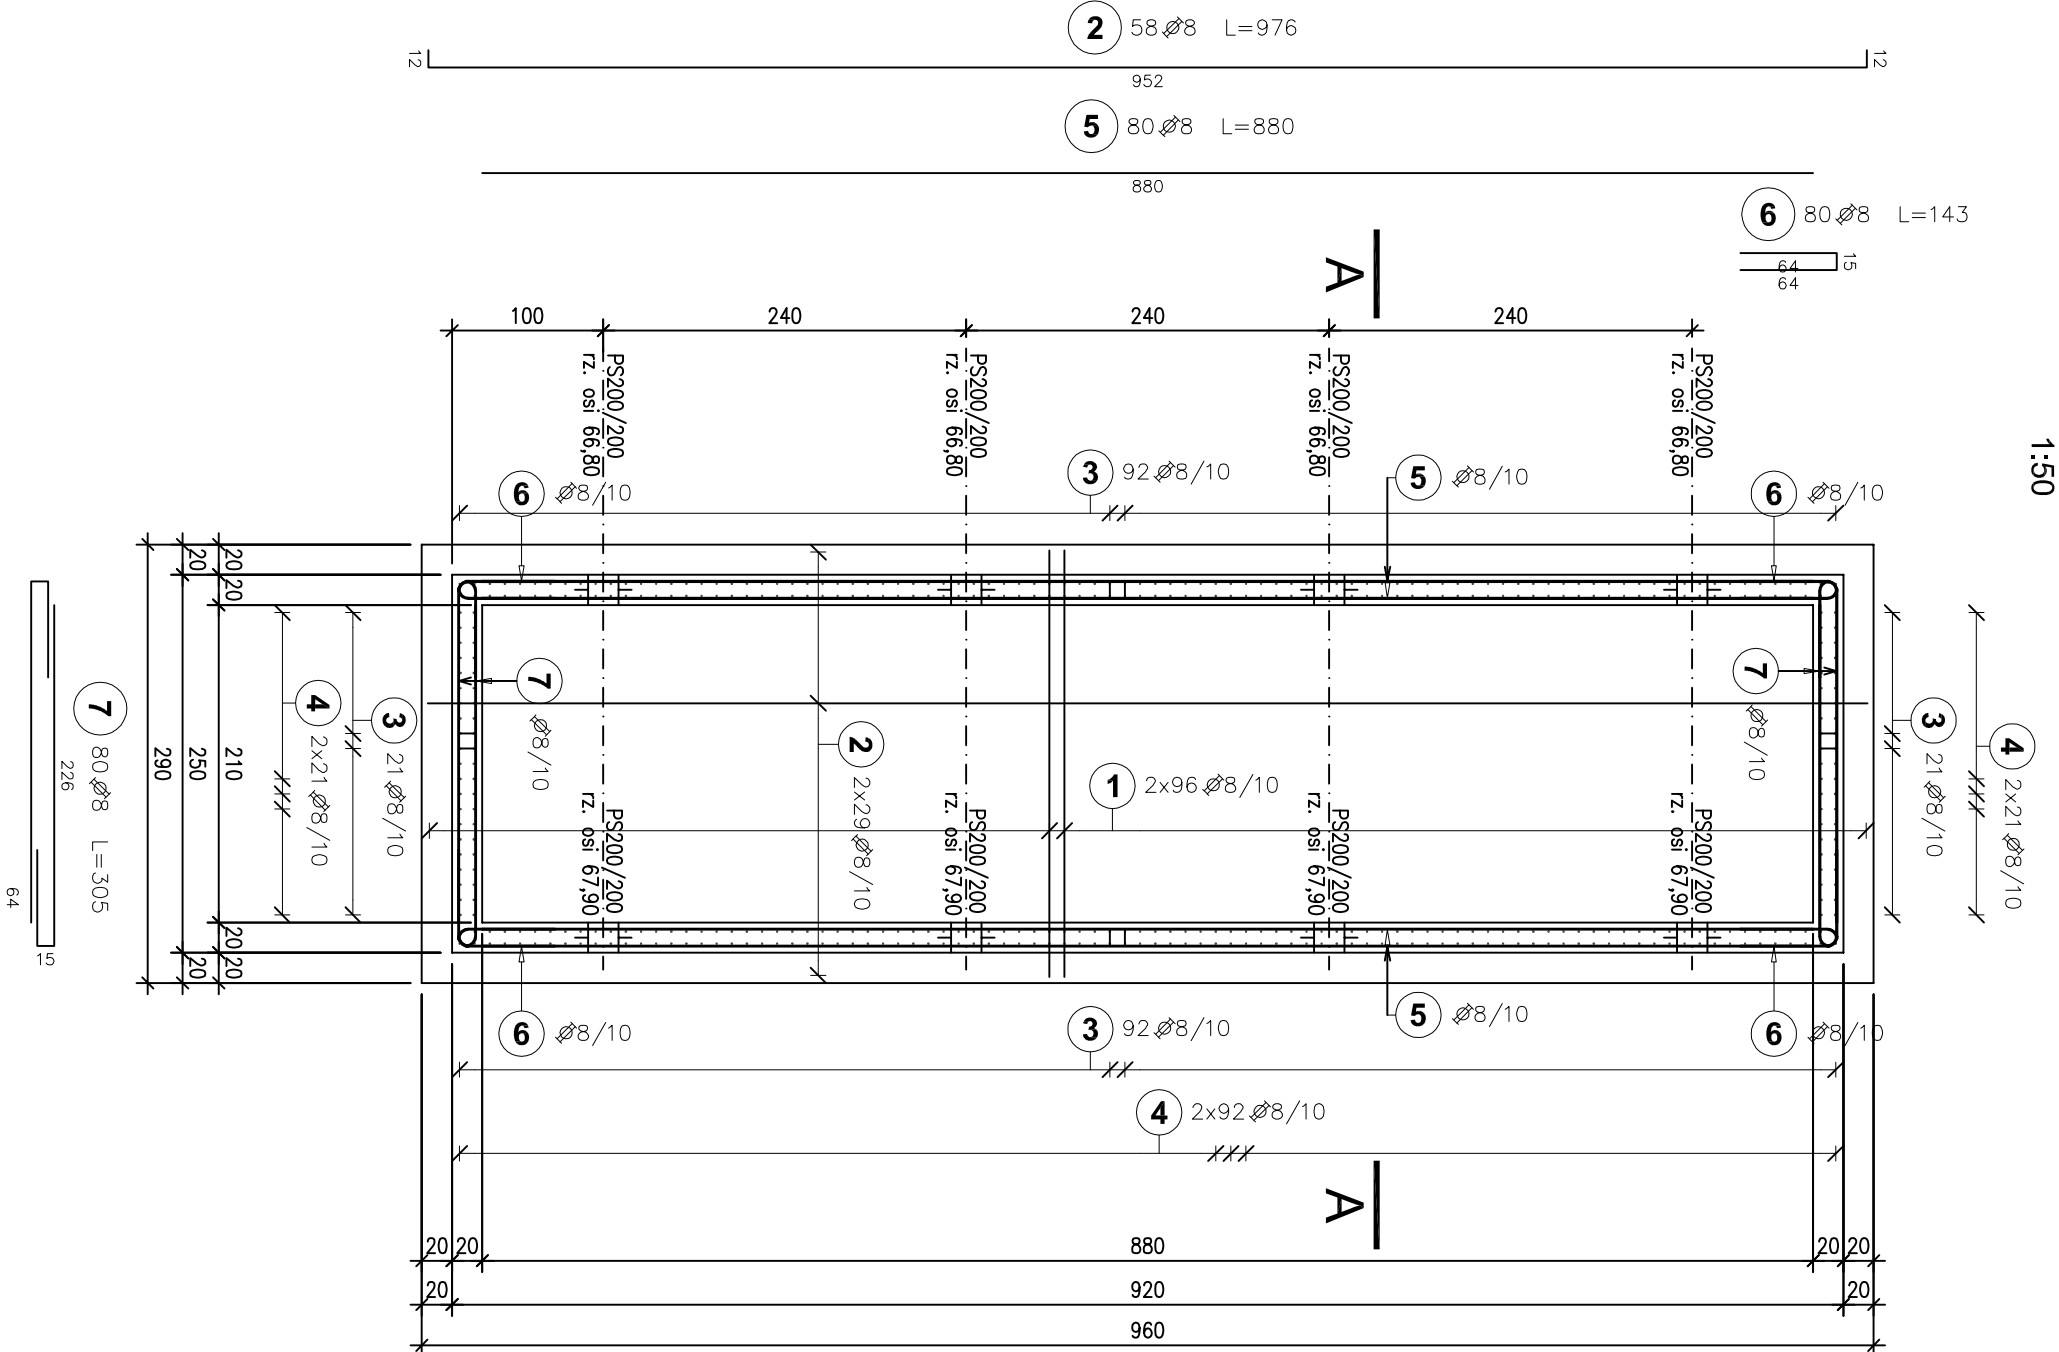 2 58⌀8 L=976
12
12
952
5 80⌀8 L=880
880
6 80⌀8 L=143
15
64
64
A
1:50
100
240
240
240
PS200/200
rz. osi 66,80
PS200/200
rz. osi 66,80
PS200/200
rz. osi 66,80
PS200/200
rz. osi 66,80
3 92⌀8/10
5 ⌀8/10
6 ⌀8/10
6 ⌀8/10
20
20
20
7 ⌀8/10
7 ⌀8/10
3 21⌀8/10
4 2x21⌀8/10
3 21⌀8/10
4 2x21⌀8/10
2 2x29⌀8/10
1 2x96⌀8/10
210
250
290
7 80⌀8 L=305
226
64
15
PS200/200
rz. osi 67,90
PS200/200
rz. osi 67,90
PS200/200
rz. osi 67,90
PS200/200
rz. osi 67,90
20
20
20
6 ⌀8/10
3 92⌀8/10
5 ⌀8/10
6 ⌀8/10
4 2x92⌀8/10
A
20
20
880
20
20
20
920
20
960